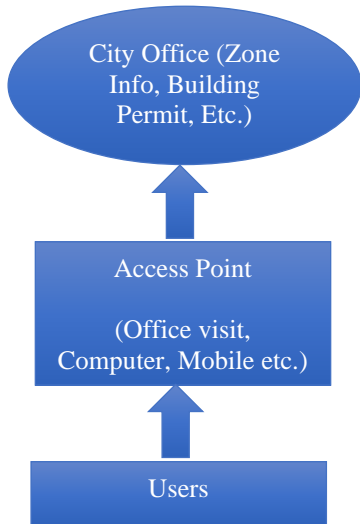 City Office (Zone
Info, Building
Permit, Etc.)
Access Point
(Office visit,
Computer, Mobile etc.)
Users